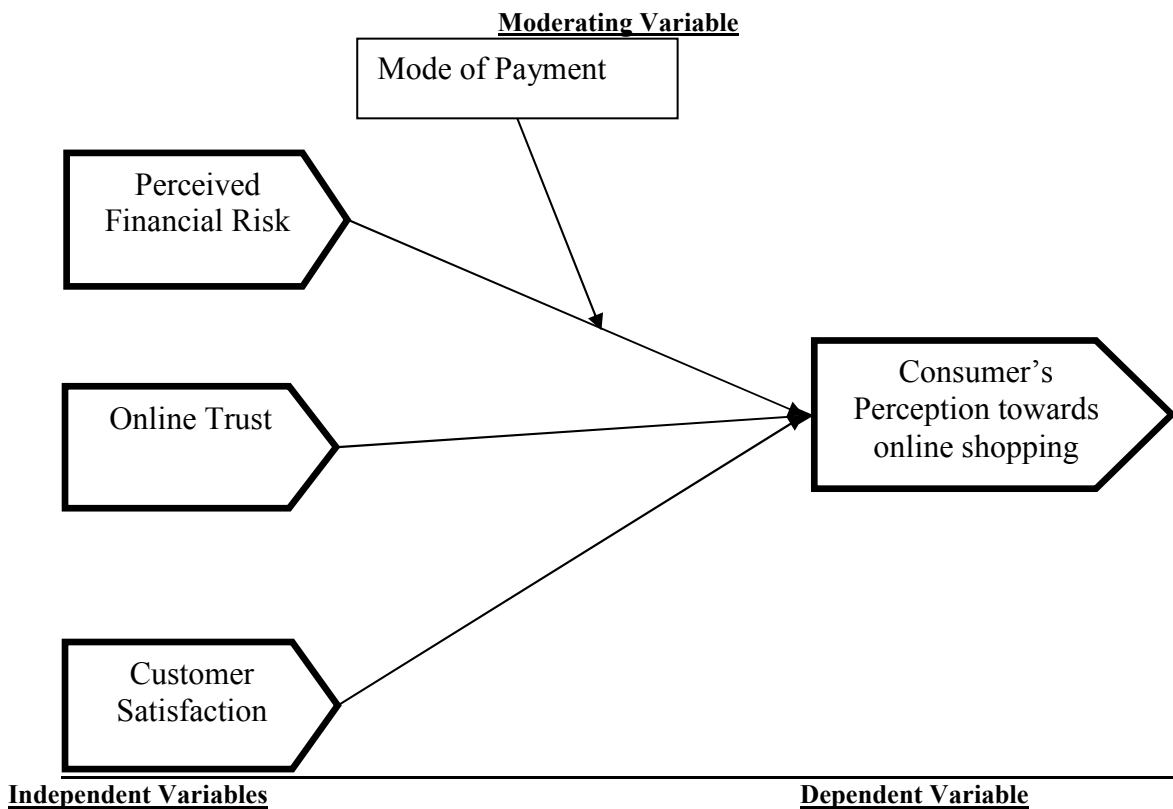 Moderating Variable
Mode of Payment
Perceived
Financial Risk
Online Trust
Consumer’s
Perception towards
online shopping
Customer
Satisfaction
Independent Variables
Dependent Variable